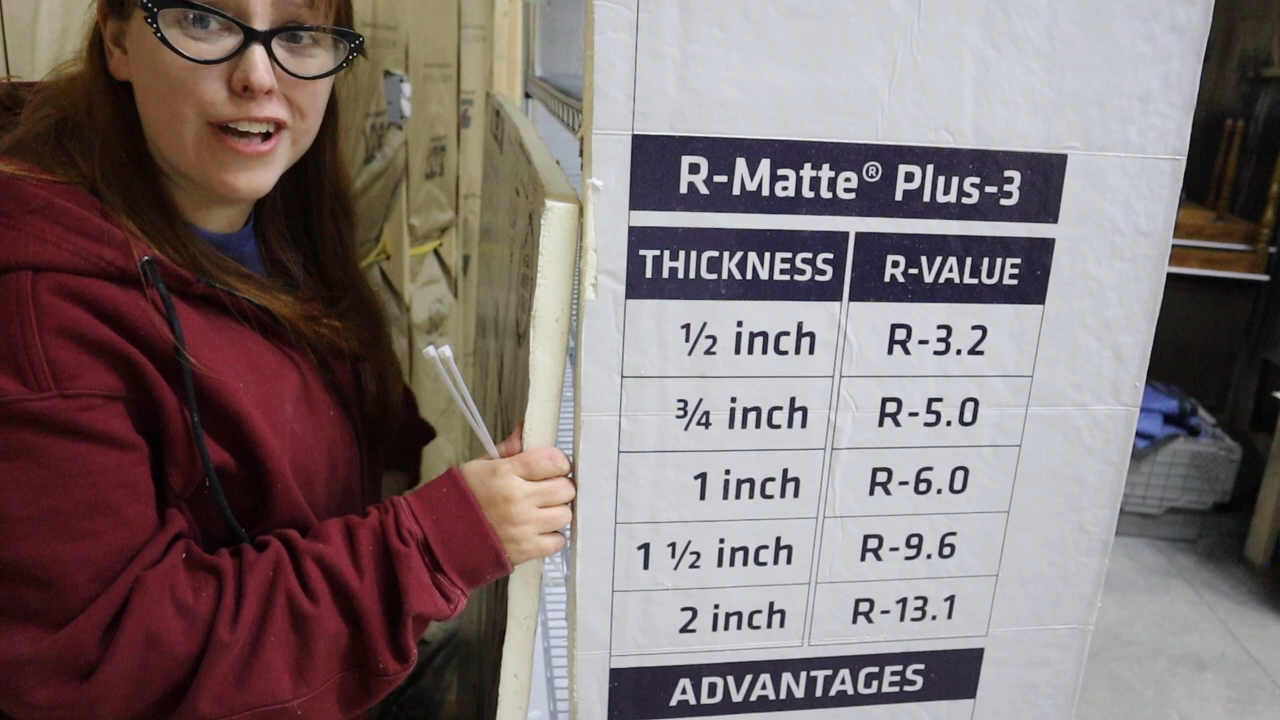 R-Matte® Plus-3
THICKNESS R-VALUE
½ inch R-3.2
¾ inch R-5.0
1 inch R-6.0
1 ½ inch R-9.6
2 inch R-13.1
ADVANTAGES